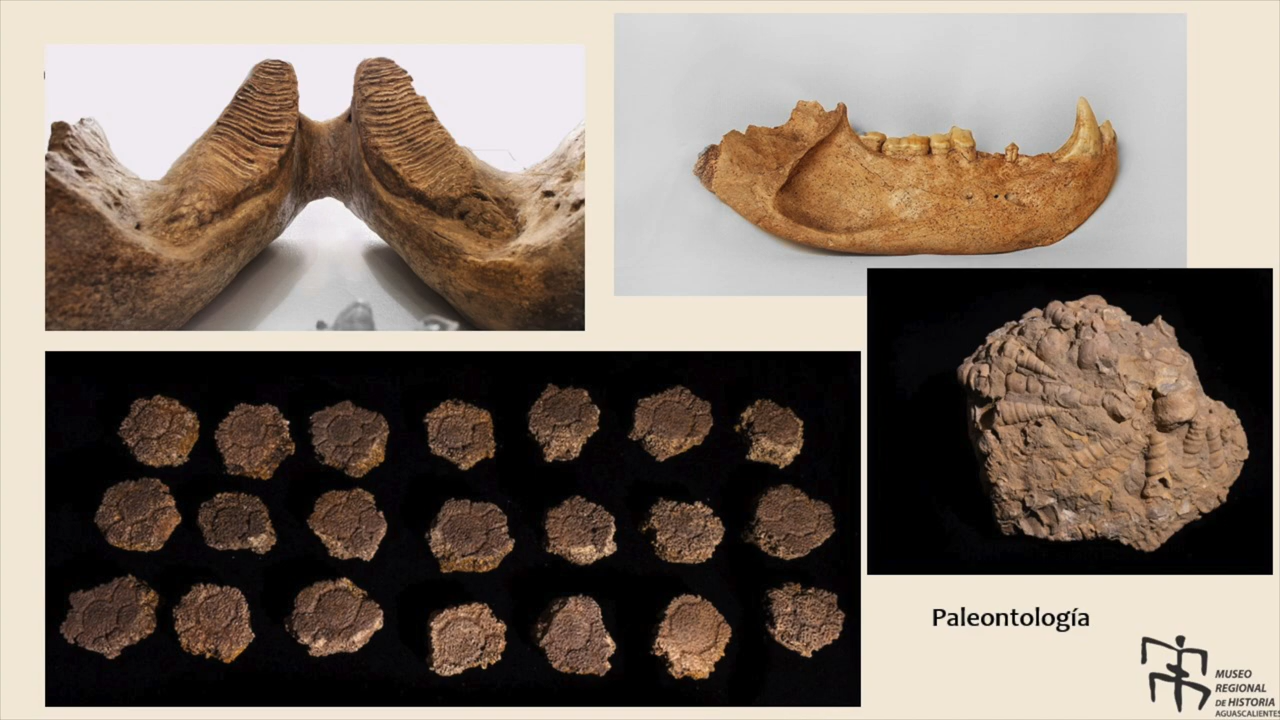 Paleontología
MUSEO
REGIONAL
DE HISTORIA
AGUASCALIENTES